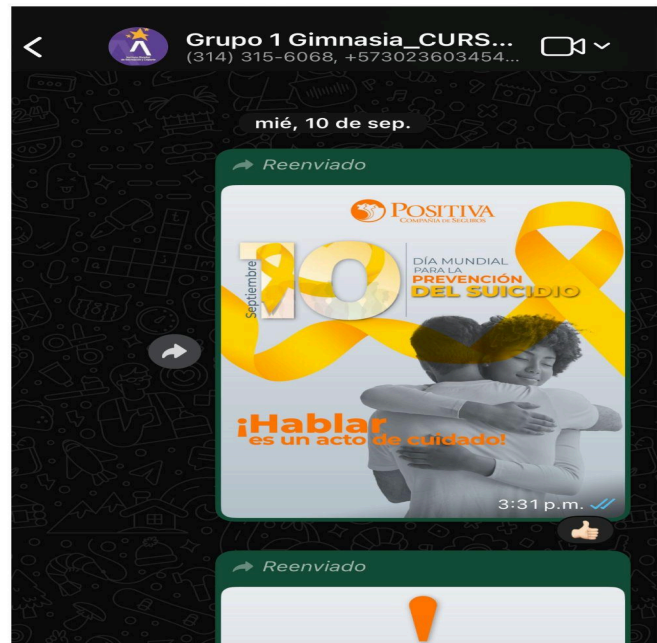 Grupo 1 Gimnasia_CURS...
(314) 315-6068, +573023603454...
mié, 10 de sep.
Reenviado
POSITIVA
COMPAÑÍA DE SEGUROS
Septiembre
10
DÍA MUNDIAL
PARA LA
PREVENCIÓN
DEL SUICIDIO
¡Hablar
es un acto de cuidado!
3:31 p.m.
Reenviado